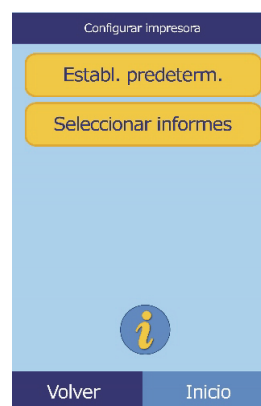 Configurar impresora
Establ. predeterm.
Seleccionar informes
i
Volver Inicio